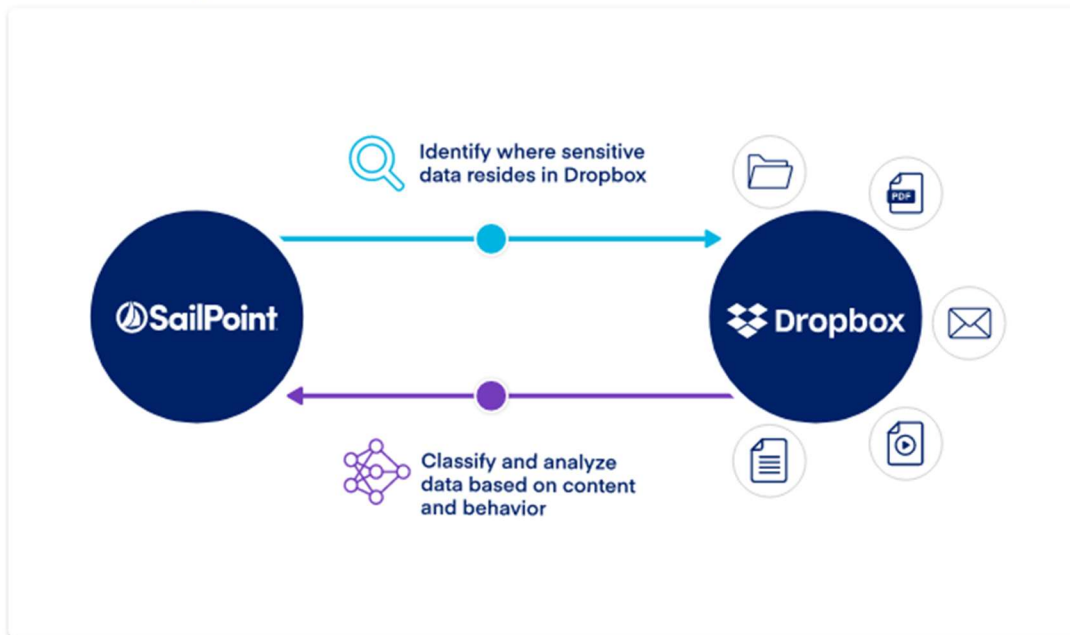 Identify where sensitive
data resides in Dropbox
PDF
SailPoint
Dropbox
Classify and analyze
data based on content
and behavior